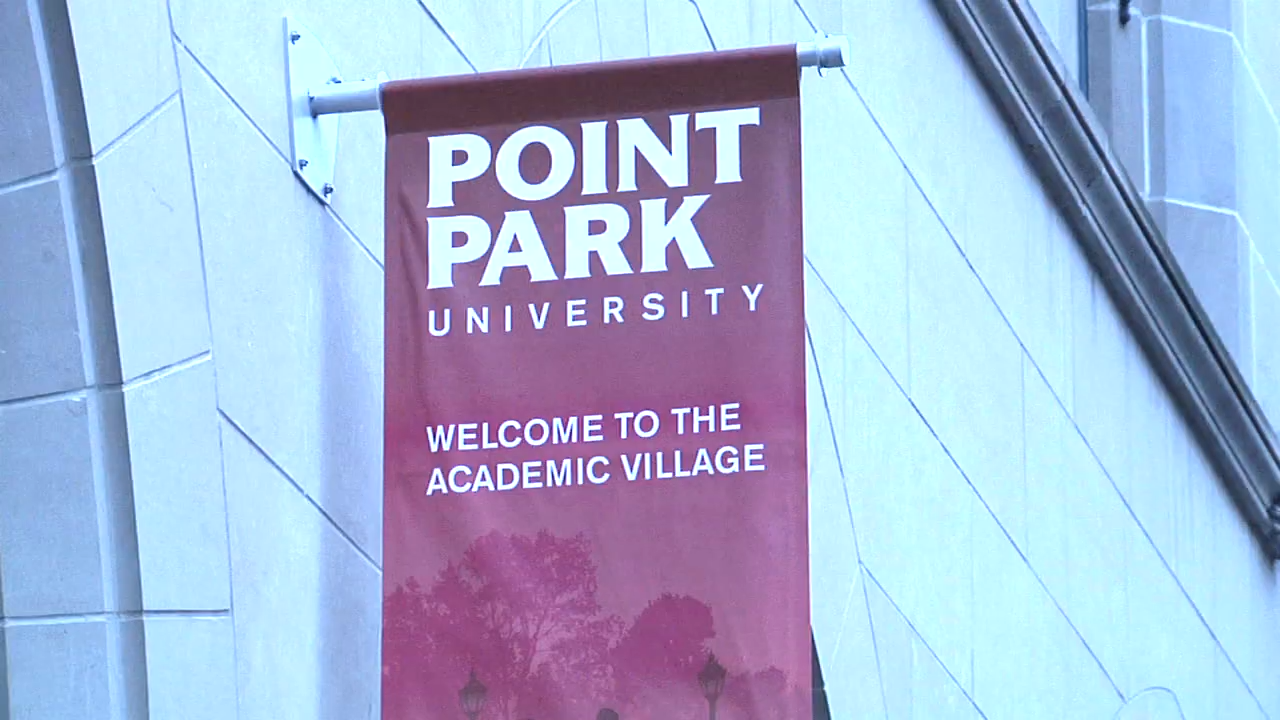 POINT
PARK
UNIVERSITY
WELCOME TO THE
ACADEMIC VILLAGE